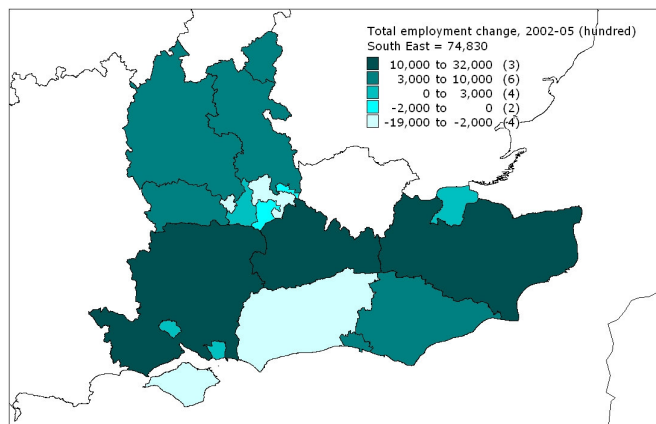 Total employment change, 2002-05 (hundred)
South East = 74,830
10,000 to 32,000 (3)
3,000 to 10,000 (6)
0 to 3,000 (4)
-2,000 to 0 (2)
-19,000 to -2,000 (4)